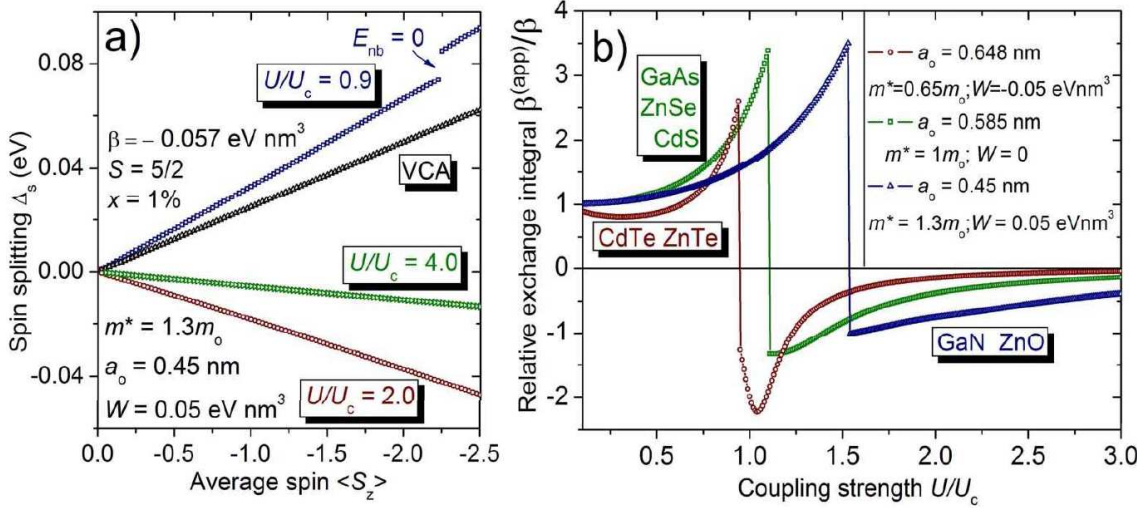 a)
E_nb = 0
U/U_c = 0.9
β = − 0.057 eV nm³
S = 5/2
x = 1%
VCA
U/U_c = 4.0
m* = 1.3m_o
a_o = 0.45 nm
W = 0.05 eV nm³
U/U_c = 2.0
Spin splitting Δ_s (eV)
0.08
0.04
0.00
-0.04
0.0 -0.5 -1.0 -1.5 -2.0 -2.5
Average spin <S_z>
b)
GaAs
ZnSe
CdS
a_o = 0.648 nm
m*=0.65m_o;W=-0.05 eVnm³
a_o = 0.585 nm
m* = 1m_o; W = 0
a_o = 0.45 nm
m* = 1.3m_o;W = 0.05 eVnm³
CdTe ZnTe
GaN ZnO
Relative exchange integral β^(app)/β
4
3
2
1
0
-1
-2
0.5 1.0 1.5 2.0 2.5 3.0
Coupling strength U/U_c